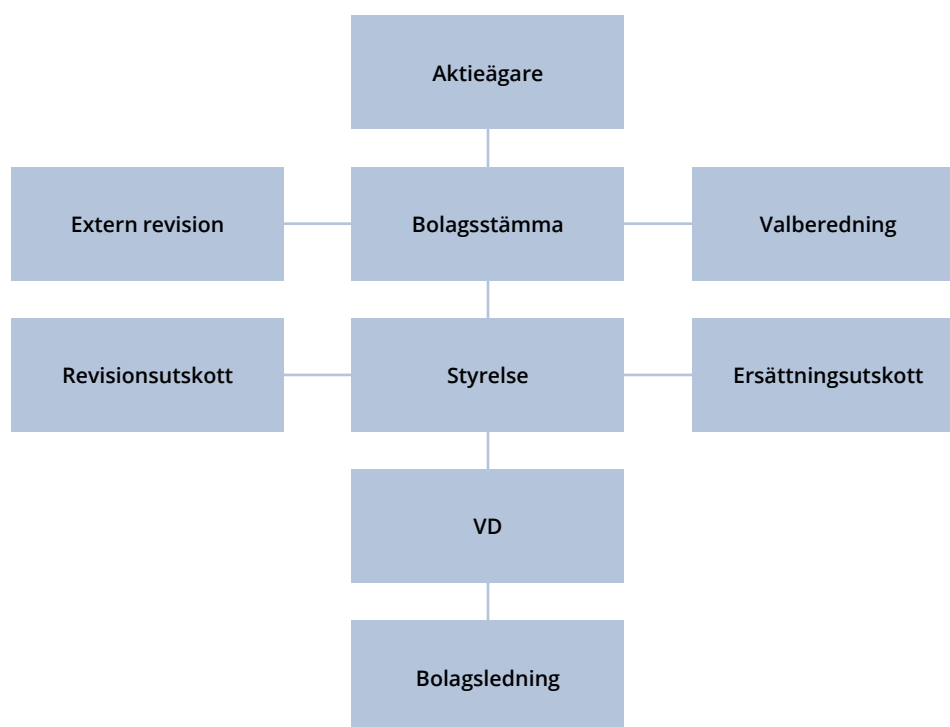 Aktieägare
Extern revision
Bolagsstämma
Valberedning
Revisionsutskott
Styrelse
Ersättningsutskott
VD
Bolagsledning